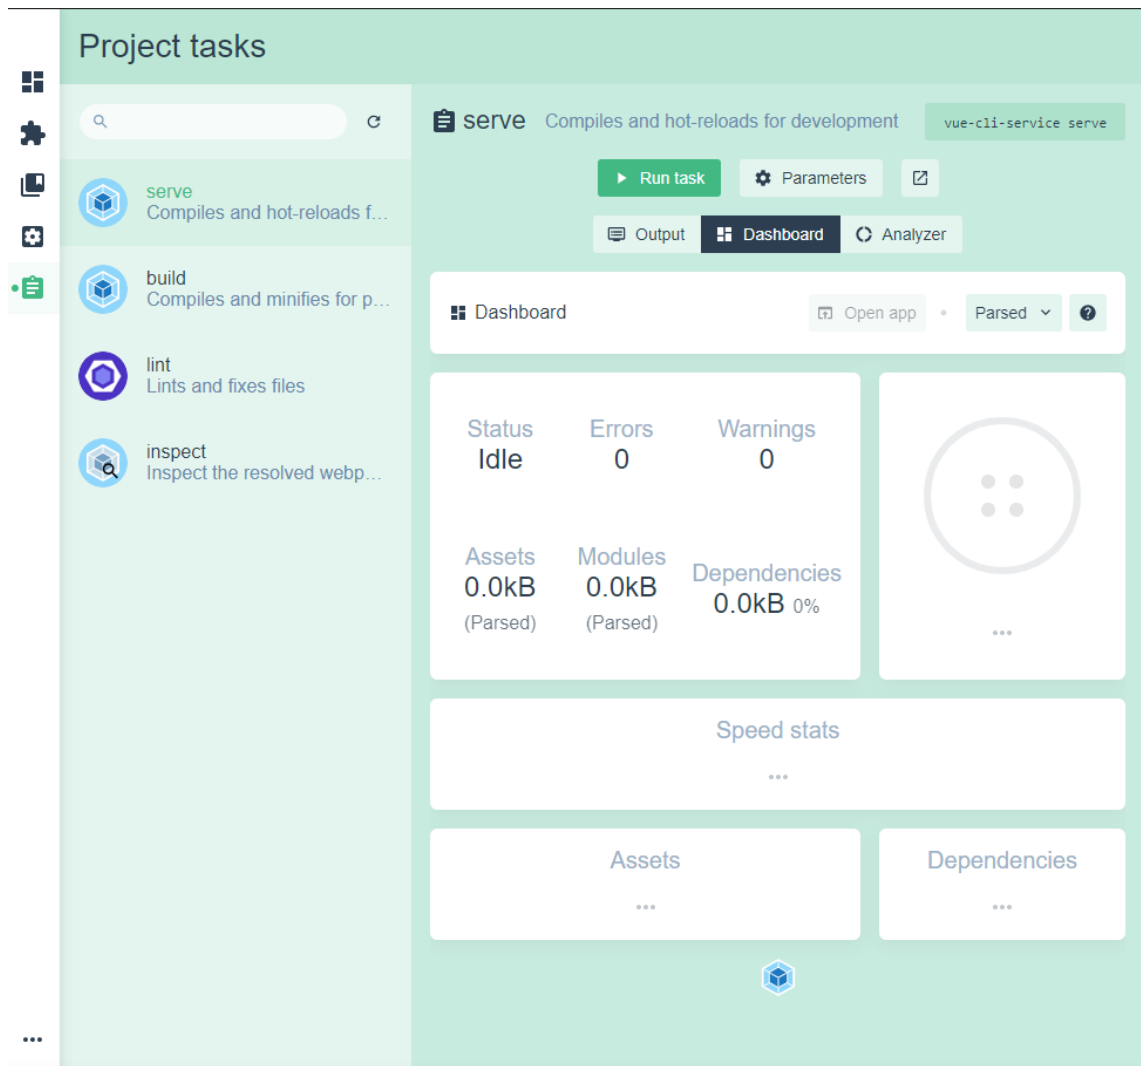 Project tasks
serve
Compiles and hot-reloads f...
build
Compiles and minifies for p...
lint
Lints and fixes files
inspect
Inspect the resolved webp...
serve Compiles and hot-reloads for development vue-cli-service serve
Run task Parameters
Output Dashboard Analyzer
Dashboard Open app Parsed
Status Errors Warnings
Idle 0 0
Assets Modules Dependencies
0.0kB 0.0kB 0.0kB 0%
(Parsed) (Parsed)
Speed stats
Assets Dependencies